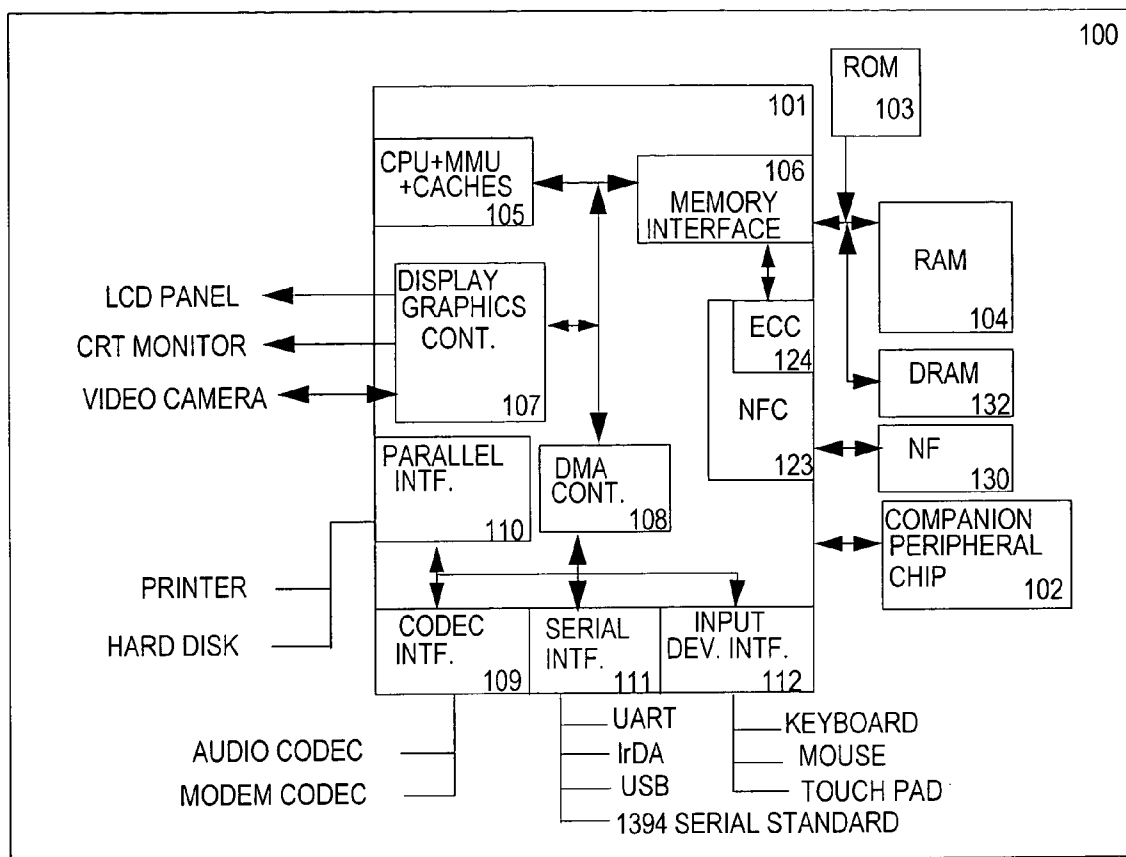 100
ROM
103
101
CPU+MMU
+CACHES
105
106
MEMORY
INTERFACE
RAM
104
LCD PANEL
CRT MONITOR
VIDEO CAMERA
DISPLAY
GRAPHICS
CONT.
107
ECC
124
NFC
123
DRAM
132
NF
130
PARALLEL
INTF.
110
DMA
CONT.
108
COMPANION
PERIPHERAL
CHIP
102
PRINTER
HARD DISK
CODEC
INTF.
109
SERIAL
INTF.
111
INPUT
DEV. INTF.
112
AUDIO CODEC
MODEM CODEC
UART
IrDA
USB
1394 SERIAL STANDARD
KEYBOARD
MOUSE
TOUCH PAD